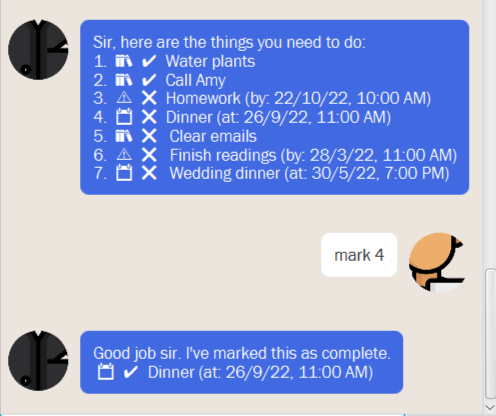 Sir, here are the things you need to do:
1. ✔ Water plants
2. ✔ Call Amy
3. ⚠ ✕ Homework (by: 22/10/22, 10:00 AM)
4. ✕ Dinner (at: 26/9/22, 11:00 AM)
5. ✕ Clear emails
6. ⚠ ✕ Finish readings (by: 28/3/22, 11:00 AM)
7. ✕ Wedding dinner (at: 30/5/22, 7:00 PM)
mark 4
Good job sir. I've marked this as complete.
✔ Dinner (at: 26/9/22, 11:00 AM)